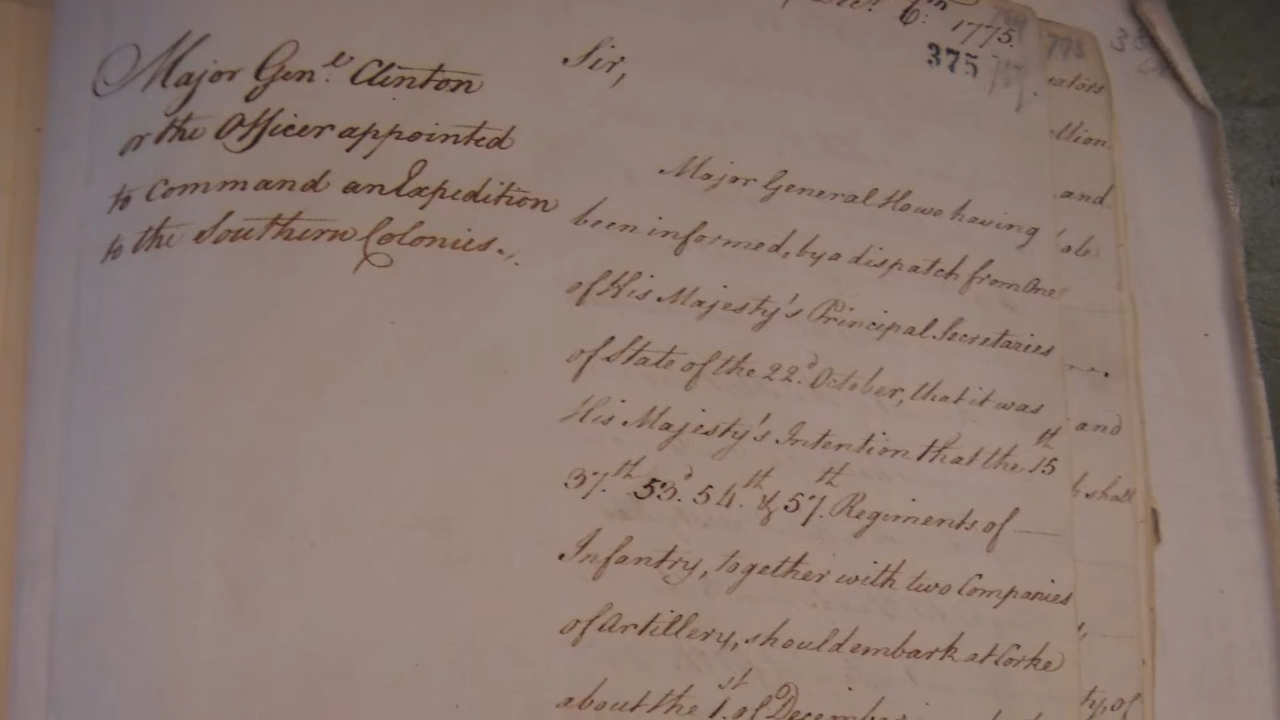 Decr. 6th: 1775.
375
Major Genl. Clinton
or the Officer appointed
to Command an Expedition
to the Southern Colonies.
Sir,
Major General Howe having
been informed, by a dispatch from One
of His Majesty's Principal Secretaries
of State of the 22d. October, that it was
His Majesty's Intention that the 15th
37th. 53d. 54th. & 57th. Regiments of
Infantry, together with two Companies
of Artillery, should embark at Corke
about the 1st. of December
and
and
shall